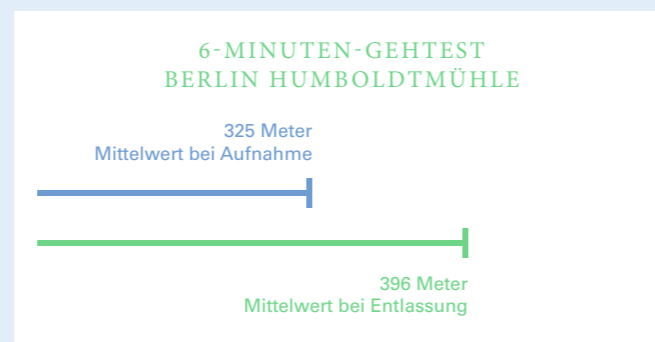 6-MINUTEN-GEHTEST
BERLIN HUMBOLDTMÜHLE
325 Meter
Mittelwert bei Aufnahme
396 Meter
Mittelwert bei Entlassung